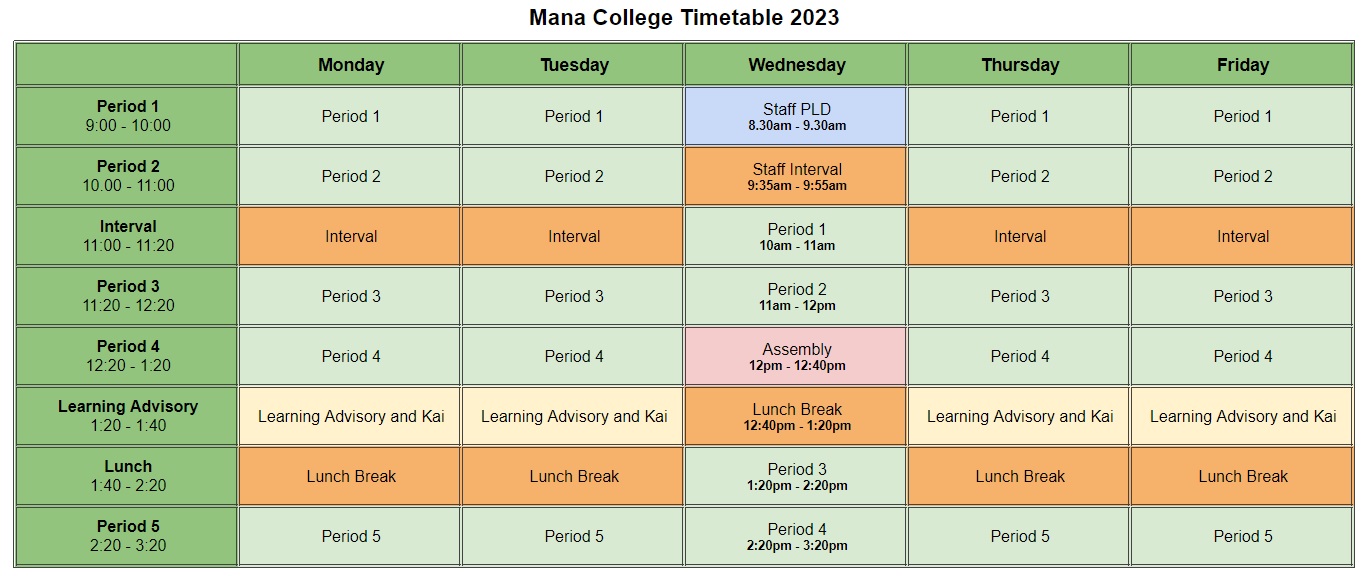 Mana College Timetable 2023
Monday Tuesday Wednesday Thursday Friday
Period 1
9:00 - 10:00
Period 1
Period 1
Staff PLD
8.30am - 9.30am
Period 1
Period 1
Period 2
10.00 - 11:00
Period 2
Period 2
Staff Interval
9:35am - 9:55am
Period 2
Period 2
Interval
11:00 - 11:20
Interval
Interval
Period 1
10am - 11am
Interval
Interval
Period 3
11:20 - 12:20
Period 3
Period 3
Period 2
11am - 12pm
Period 3
Period 3
Period 4
12:20 - 1:20
Period 4
Period 4
Assembly
12pm - 12:40pm
Period 4
Period 4
Learning Advisory
1:20 - 1:40
Learning Advisory and Kai
Learning Advisory and Kai
Lunch Break
12:40pm - 1:20pm
Learning Advisory and Kai
Learning Advisory and Kai
Lunch
1:40 - 2:20
Lunch Break
Lunch Break
Period 3
1:20pm - 2:20pm
Lunch Break
Lunch Break
Period 5
2:20 - 3:20
Period 5
Period 5
Period 4
2:20pm - 3:20pm
Period 5
Period 5